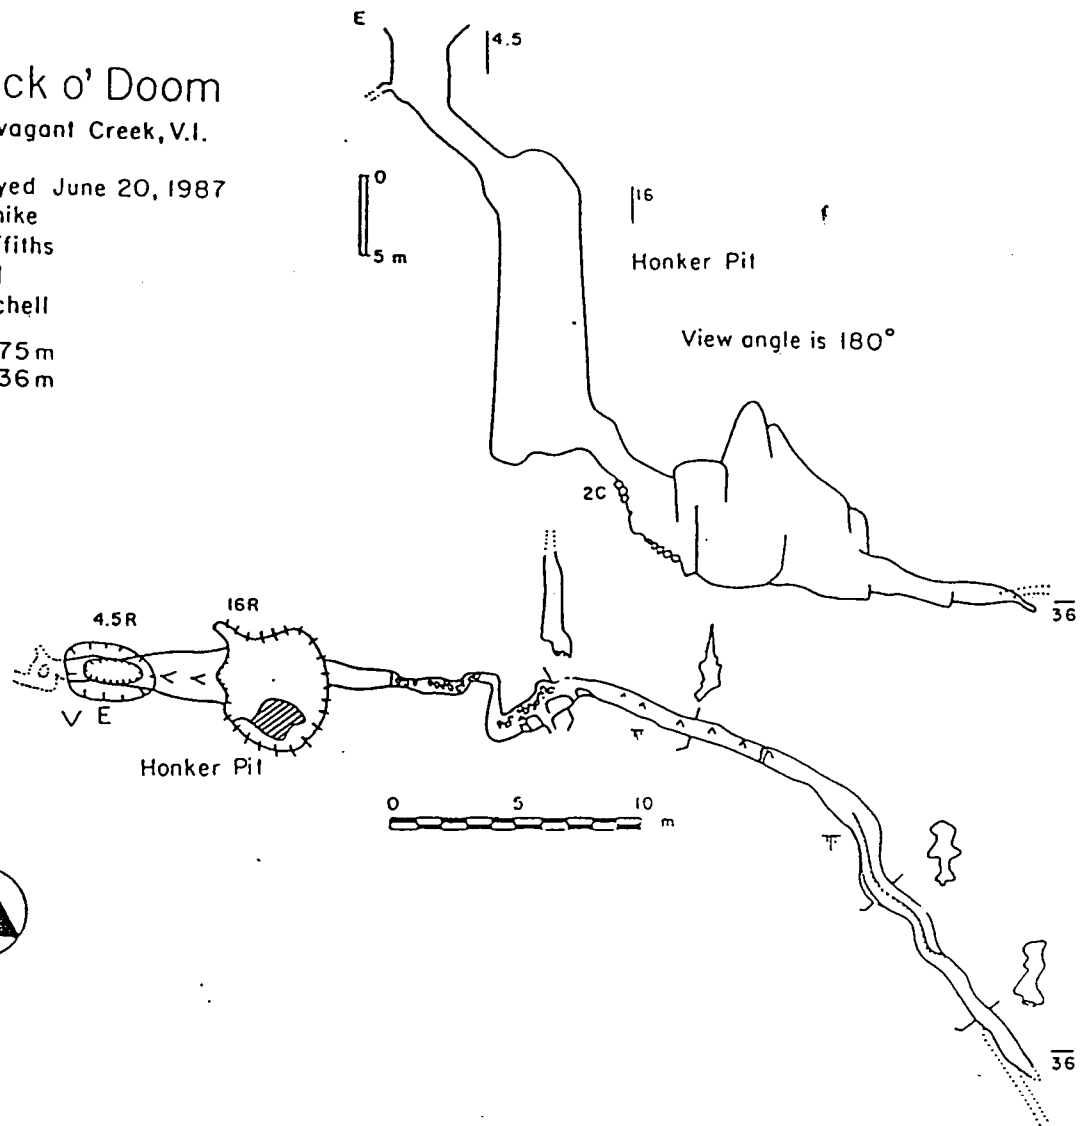 ck o' Doom
vagant Creek, V.I.
yed June 20, 1987
nike
ffiths
l
chell
75 m
36 m
E
4.5
0
5 m
16
Honker Pit
View angle is 180°
2C
36
4.5R
16R
V E
Honker Pit
0 5 10 m
36